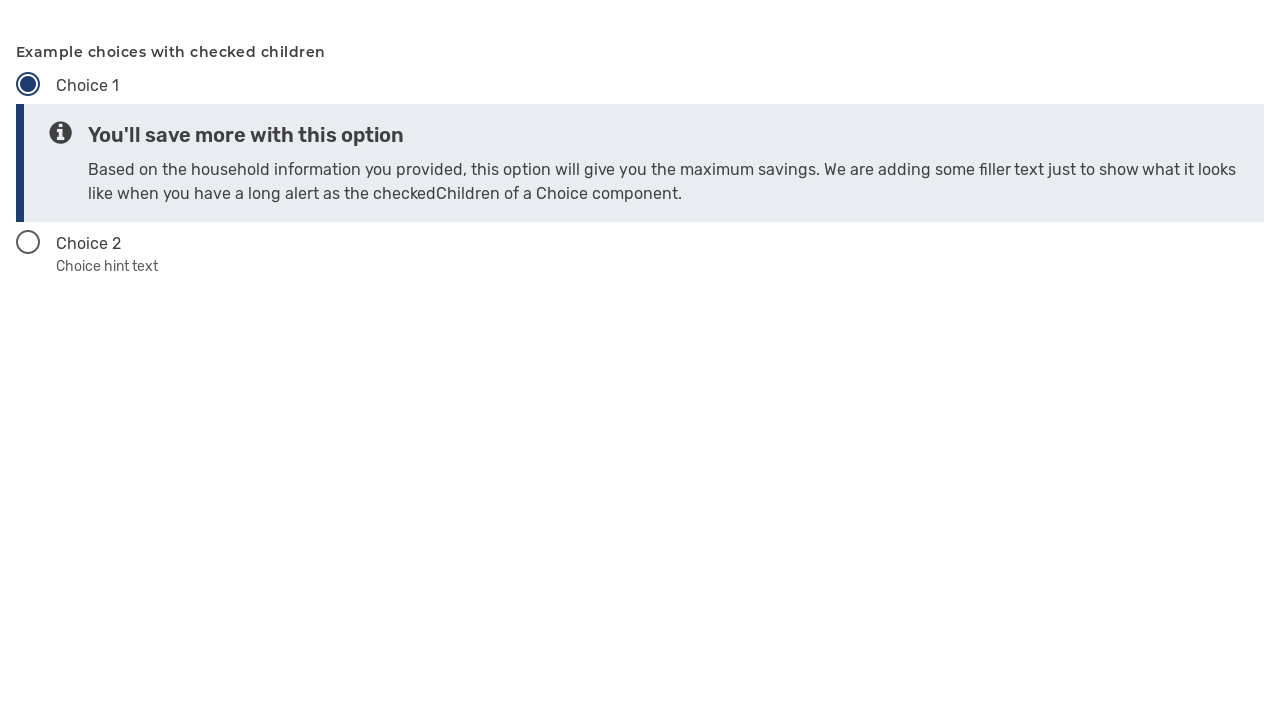 Example choices with checked children
Choice 1
You'll save more with this option
Based on the household information you provided, this option will give you the maximum savings. We are adding some filler text just to show what it looks
like when you have a long alert as the checkedChildren of a Choice component.
Choice 2
Choice hint text